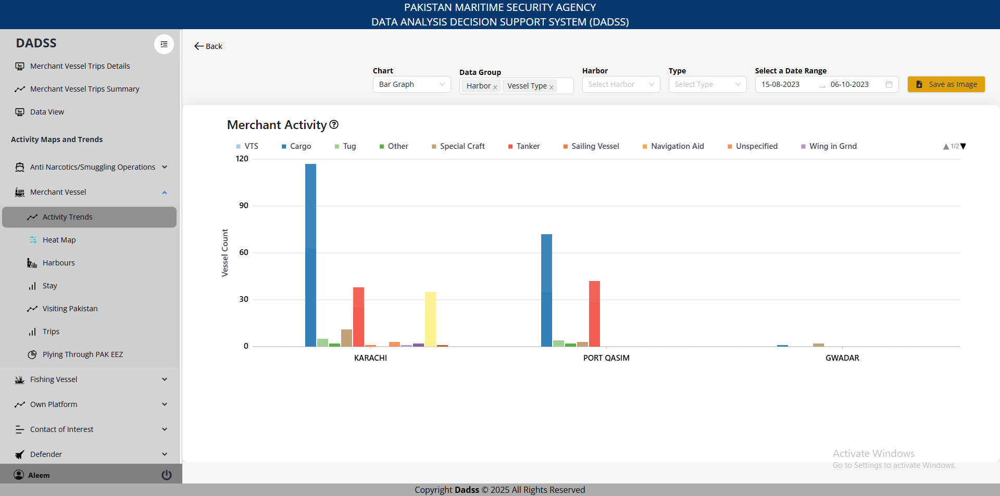 PAKISTAN MARITIME SECURITY AGENCY
DATA ANALYSIS DECISION SUPPORT SYSTEM (DADSS)
DADSS
Merchant Vessel Trips Details
Merchant Vessel Trips Summary
Data View
Activity Maps and Trends
Anti Narcotics/Smuggling Operations
Merchant Vessel
Activity Trends
Heat Map
Harbours
Stay
Visiting Pakistan
Trips
Plying Through PAK EEZ
Fishing Vessel
Own Platform
Contact of Interest
Defender
Aleem
Back
Chart
Bar Graph
Data Group
Harbor
Vessel Type
Harbor
Select Harbor
Type
Select Type
Select a Date Range
15-08-2023
06-10-2023
Save as Image
Merchant Activity
VTS
Cargo
Tug
Other
Special Craft
Tanker
Sailing Vessel
Navigation Aid
Unspecified
Wing in Grnd
1/2
120
90
60
30
0
Vessel Count
KARACHI
PORT QASIM
GWADAR
Activate Windows
Go to Settings to activate Windows.
Copyright Dadss © 2025 All Rights Reserved